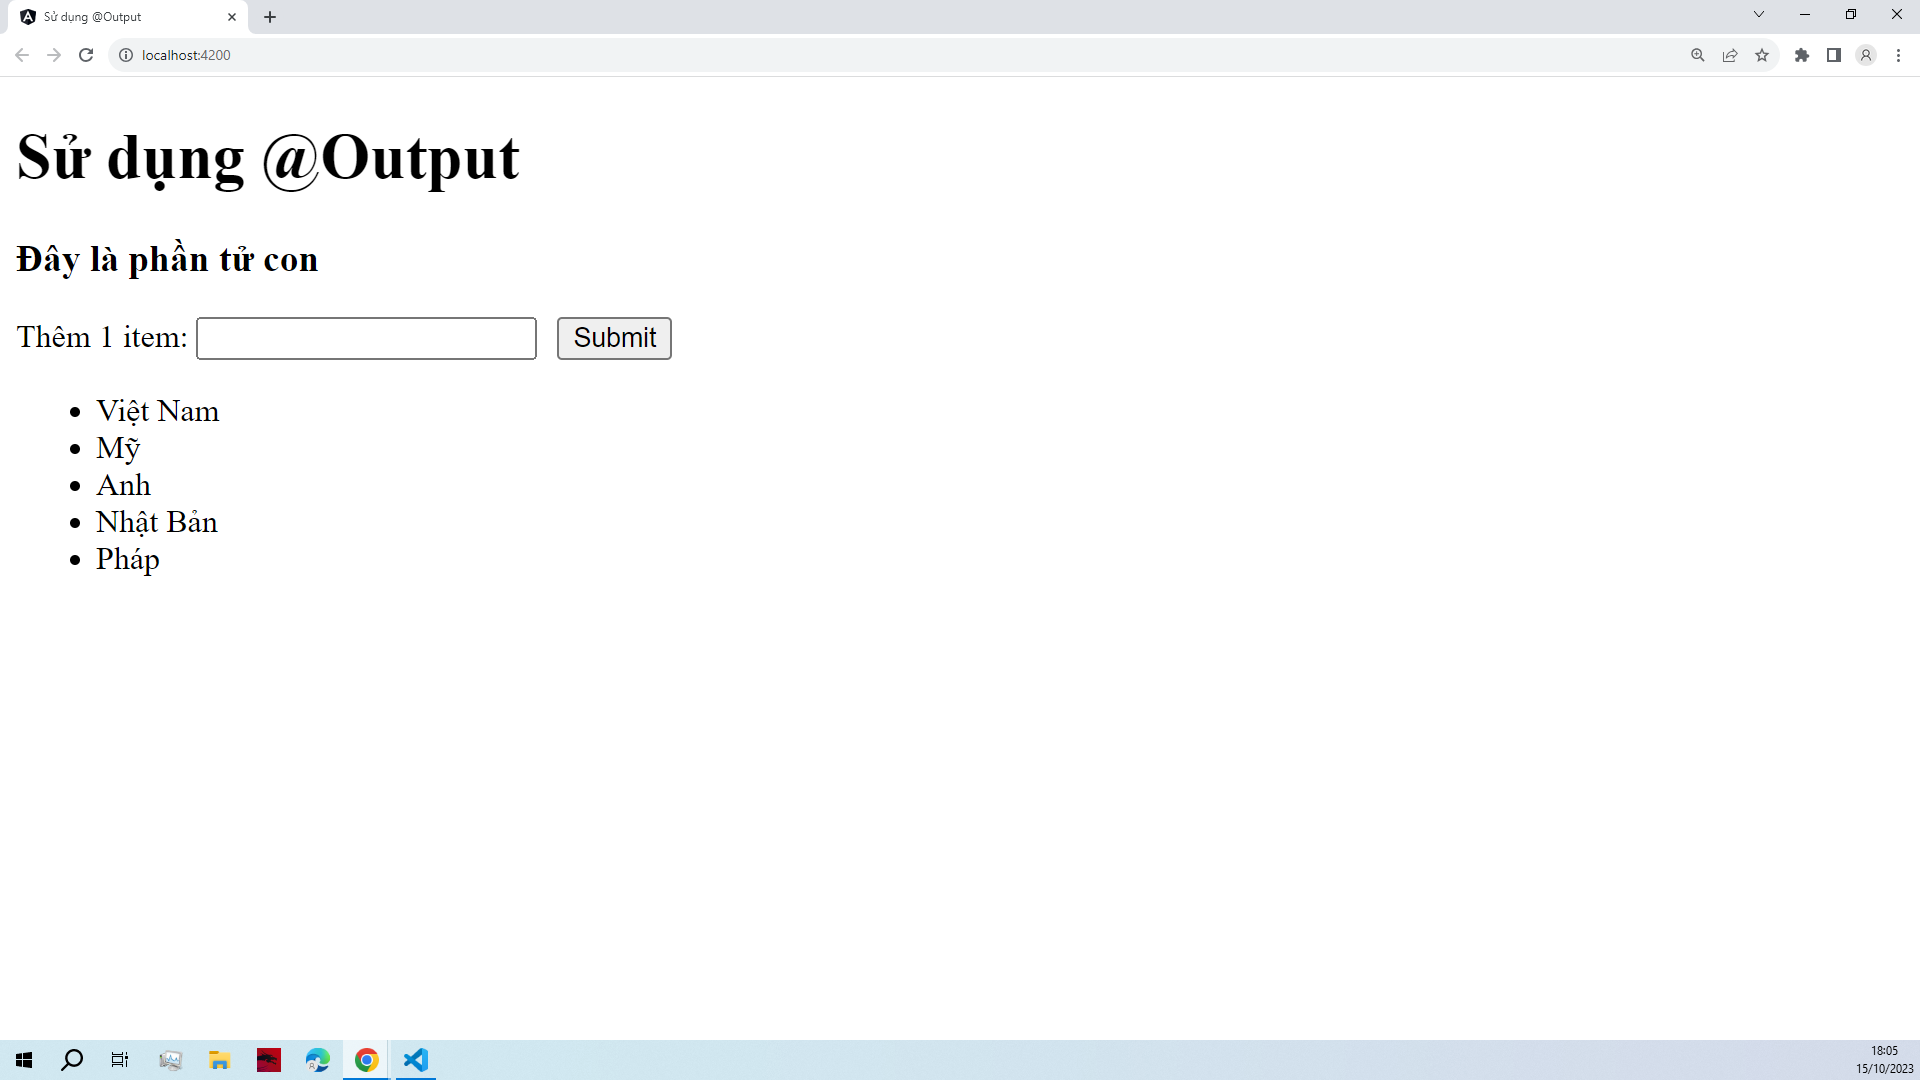 Sử dụng @Output
localhost:4200
Sử dụng @Output
Đây là phần tử con
Thêm 1 item: Submit
Việt Nam
Mỹ
Anh
Nhật Bản
Pháp
18:05
15/10/2023